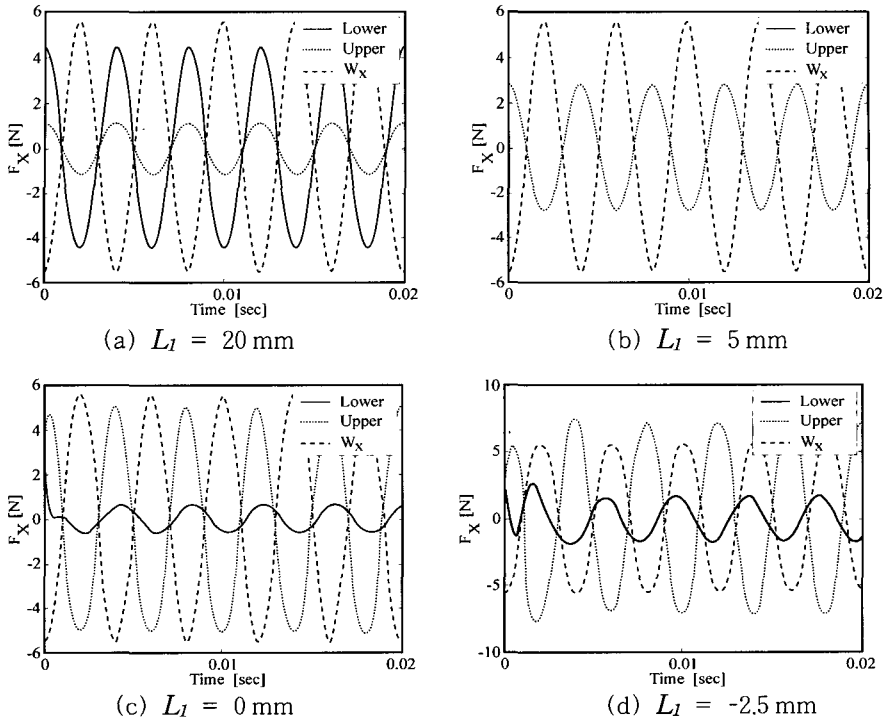 6
4
2
0
-2
-4
-6
F_X [N]
Lower
Upper
W_X
0
0.01
0.02
Time [sec]
(a) L_1 = 20 mm
6
4
2
0
-2
-4
-6
F_X [N]
Lower
Upper
W_X
0
0.01
0.02
Time [sec]
(b) L_1 = 5 mm
6
4
2
0
-2
-4
-6
F_X [N]
Lower
Upper
W_X
0
0.01
0.02
Time [sec]
(c) L_1 = 0 mm
10
5
0
-5
-10
F_X [N]
Lower
Upper
W_X
0
0.01
0.02
Time [sec]
(d) L_1 = -2.5 mm